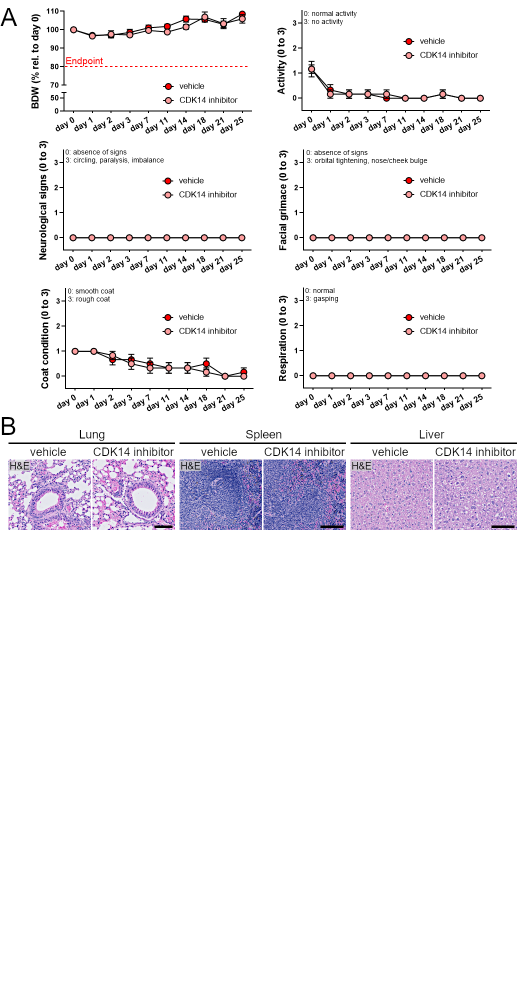 A
BDW (% rel. to day 0)
110
100
90
80
70
50
0
Endpoint
vehicle
CDK14 inhibitor
day 0 day 1 day 2 day 3 day 7 day 11 day 14 day 18 day 21 day 25
Activity (0 to 3)
0: normal activity
3: no activity
3
2
1
0
vehicle
CDK14 inhibitor
day 0 day 1 day 2 day 3 day 7 day 11 day 14 day 18 day 21 day 25
Neurological signs (0 to 3)
0: absence of signs
3: circling, paralysis, imbalance
3
2
1
0
vehicle
CDK14 inhibitor
day 0 day 1 day 2 day 3 day 7 day 11 day 14 day 18 day 21 day 25
Facial grimace (0 to 3)
0: absence of signs
3: orbital tightening, nose/cheek bulge
3
2
1
0
vehicle
CDK14 inhibitor
day 0 day 1 day 2 day 3 day 7 day 11 day 14 day 18 day 21 day 25
Coat condition (0 to 3)
0: smooth coat
3: rough coat
3
2
1
0
vehicle
CDK14 inhibitor
day 0 day 1 day 2 day 3 day 7 day 11 day 14 day 18 day 21 day 25
Respiration (0 to 3)
0: normal
3: gasping
3
2
1
0
vehicle
CDK14 inhibitor
day 0 day 1 day 2 day 3 day 7 day 11 day 14 day 18 day 21 day 25
B
Lung Spleen Liver
vehicle CDK14 inhibitor vehicle CDK14 inhibitor vehicle CDK14 inhibitor
H&E H&E H&E